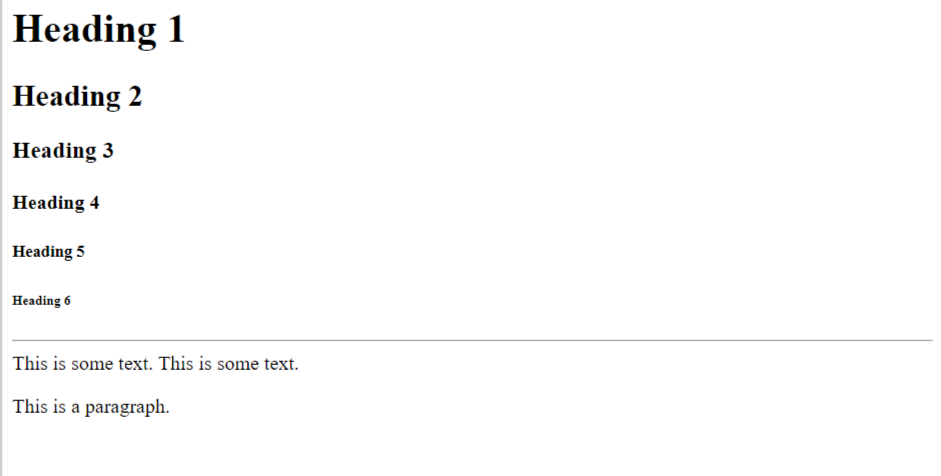 Heading 1
Heading 2
Heading 3
Heading 4
Heading 5
Heading 6
This is some text. This is some text.
This is a paragraph.